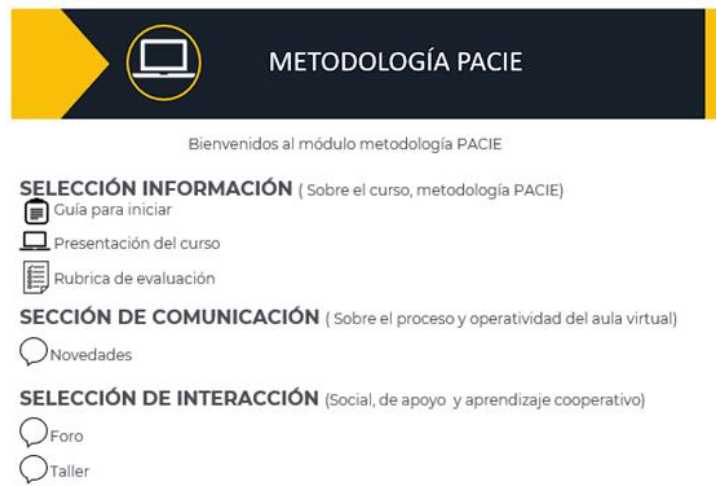 METODOLOGÍA PACIE
Bienvenidos al módulo metodología PACIE
SELECCIÓN INFORMACIÓN ( Sobre el curso, metodología PACIE)
Guía para iniciar
Presentación del curso
Rubrica de evaluación
SECCIÓN DE COMUNICACIÓN ( Sobre el proceso y operatividad del aula virtual)
Novedades
SELECCIÓN DE INTERACCIÓN (Social, de apoyo y aprendizaje cooperativo)
Foro
Taller